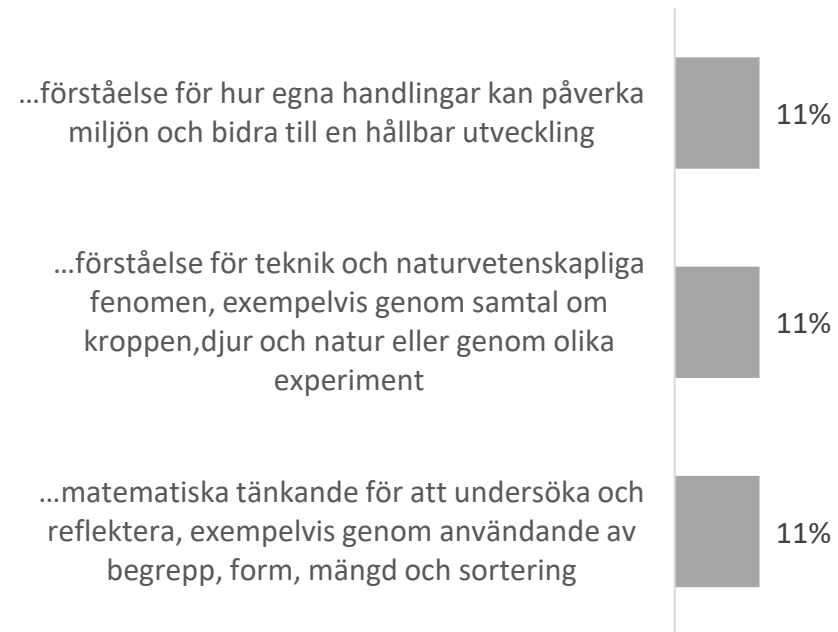 …förståelse för hur egna handlingar kan påverka
miljön och bidra till en hållbar utveckling
11%
…förståelse för teknik och naturvetenskapliga
fenomen, exempelvis genom samtal om
kroppen,djur och natur eller genom olika
experiment
11%
…matematiska tänkande för att undersöka och
reflektera, exempelvis genom användande av
begrepp, form, mängd och sortering
11%